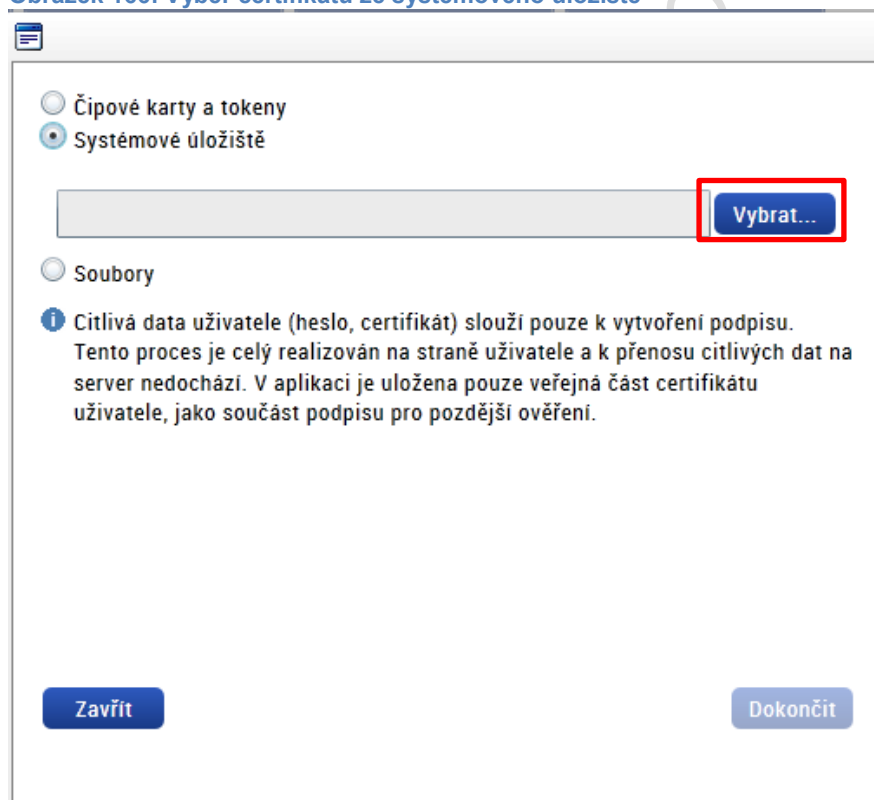 Čipové karty a tokeny
Systémové úložiště
Vybrat...
Soubory
Citlivá data uživatele (heslo, certifikát) slouží pouze k vytvoření podpisu.
Tento proces je celý realizován na straně uživatele a k přenosu citlivých dat na
server nedochází. V aplikaci je uložena pouze veřejná část certifikátu
uživatele, jako součást podpisu pro pozdější ověření.
Zavřít
Dokončit